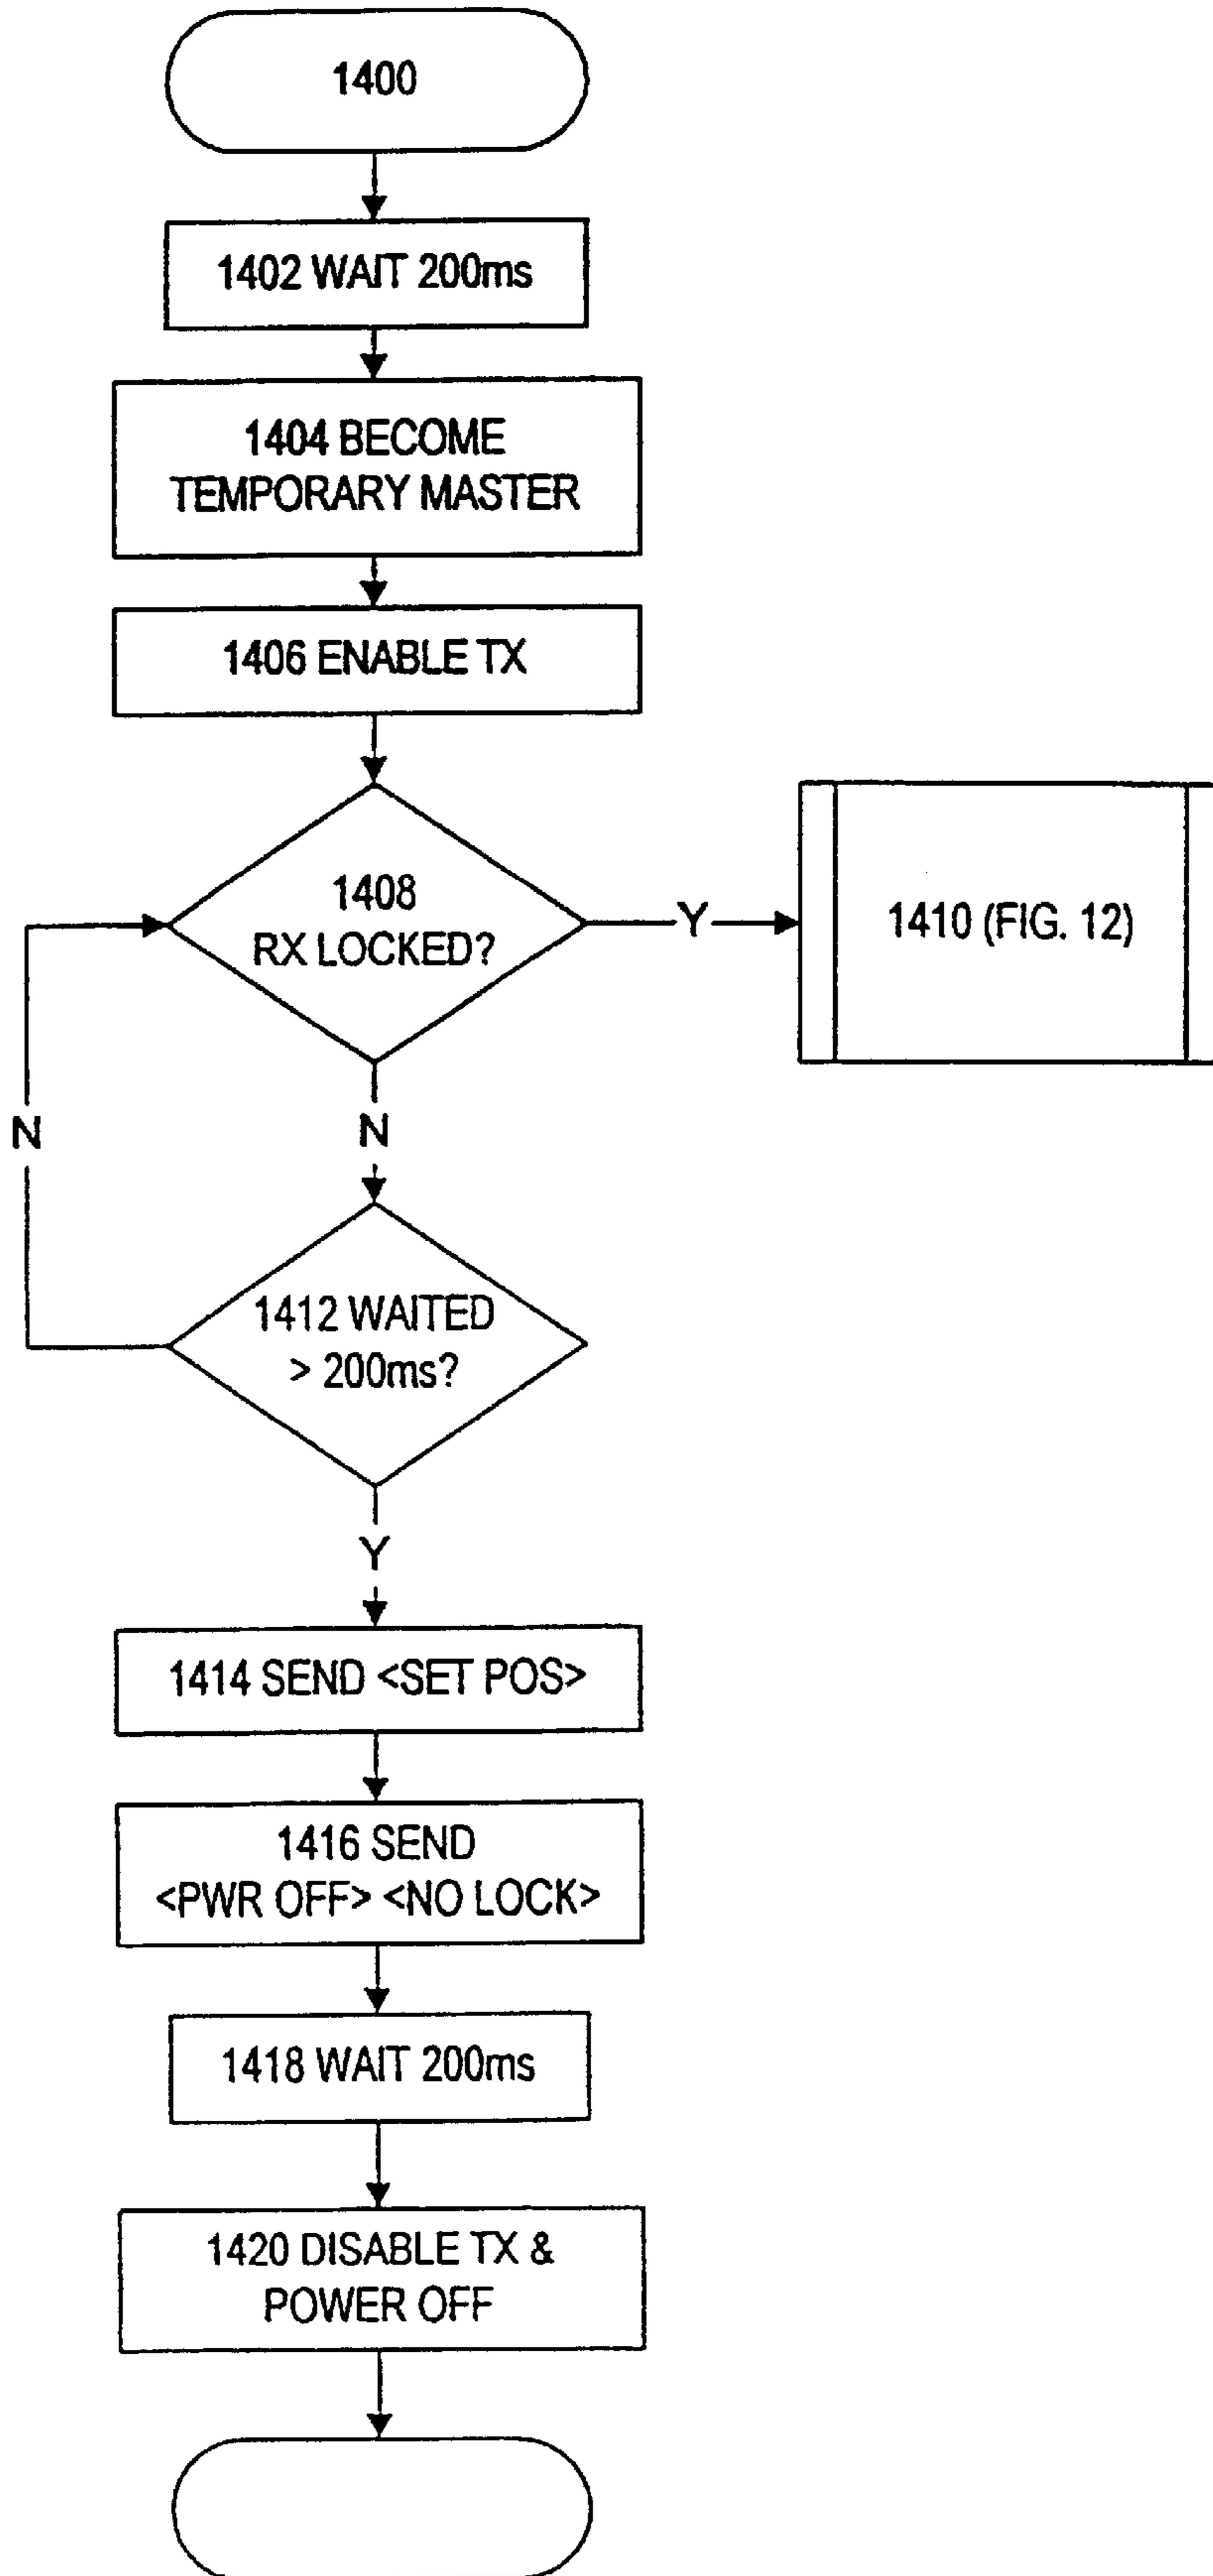 1400
1402 WAIT 200ms
1404 BECOME
TEMPORARY MASTER
1406 ENABLE TX
1408
RX LOCKED?
Y
1410 (FIG. 12)
N
N
1412 WAITED
> 200ms?
Y
1414 SEND <SET POS>
1416 SEND
<PWR OFF> <NO LOCK>
1418 WAIT 200ms
1420 DISABLE TX &
POWER OFF